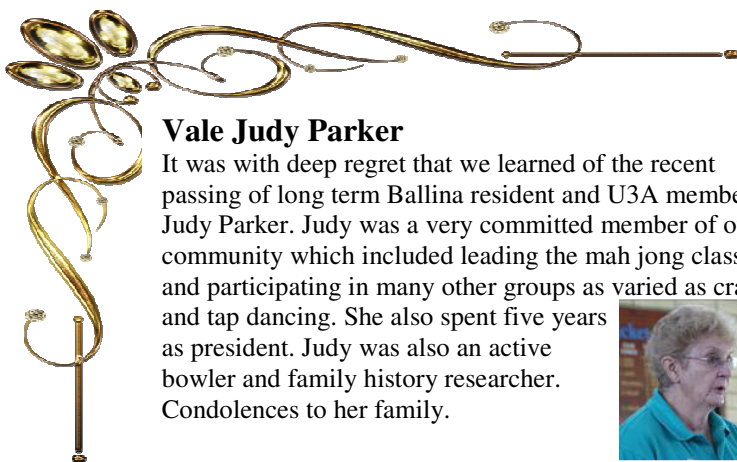 Vale Judy Parker
It was with deep regret that we learned of the recent
passing of long term Ballina resident and U3A
Judy Parker. Judy was a very committed member of
community which included leading the mah jong
and participating in many other groups as varied as
and tap dancing. She also spent five years
as president. Judy was also an active
bowler and family history researcher.
Condolences to her family.